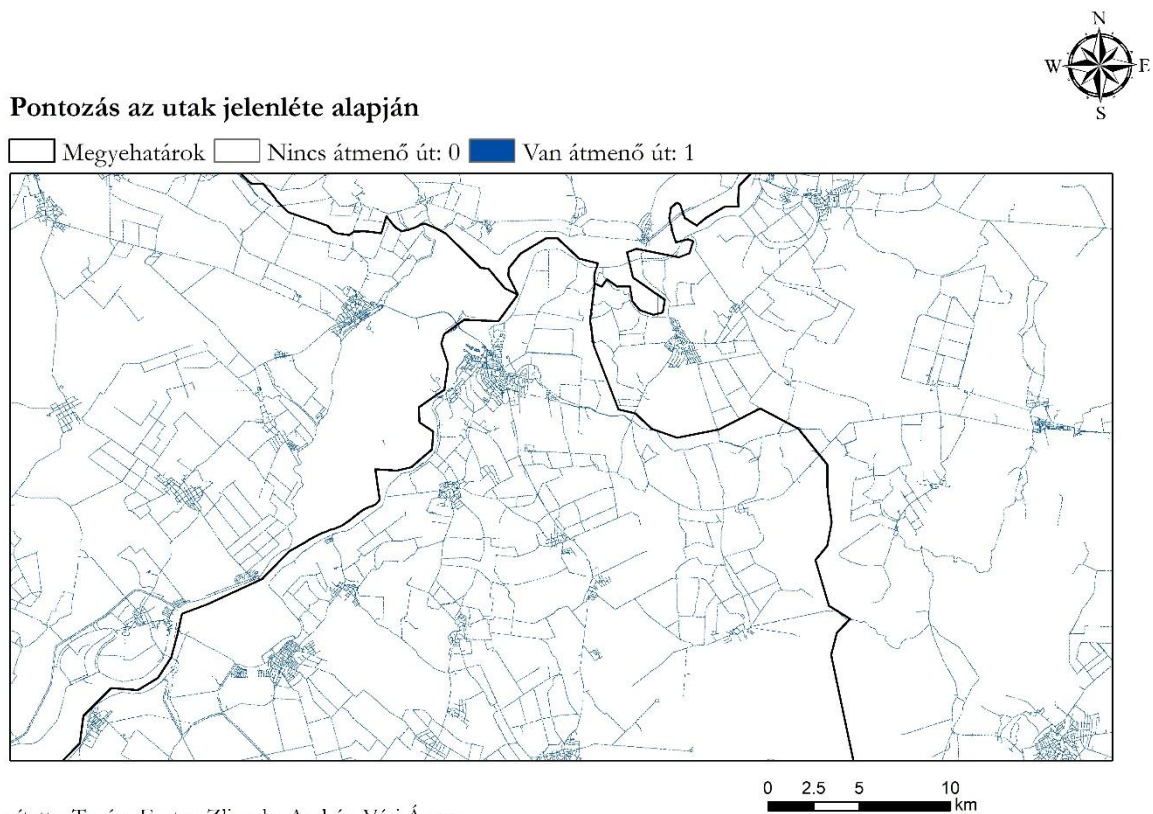 N
W E
S
Pontozás az utak jelenléte alapján
Megyehatárok Nincs átmenő út: 0 Van átmenő út: 1
0 2.5 5 10
km